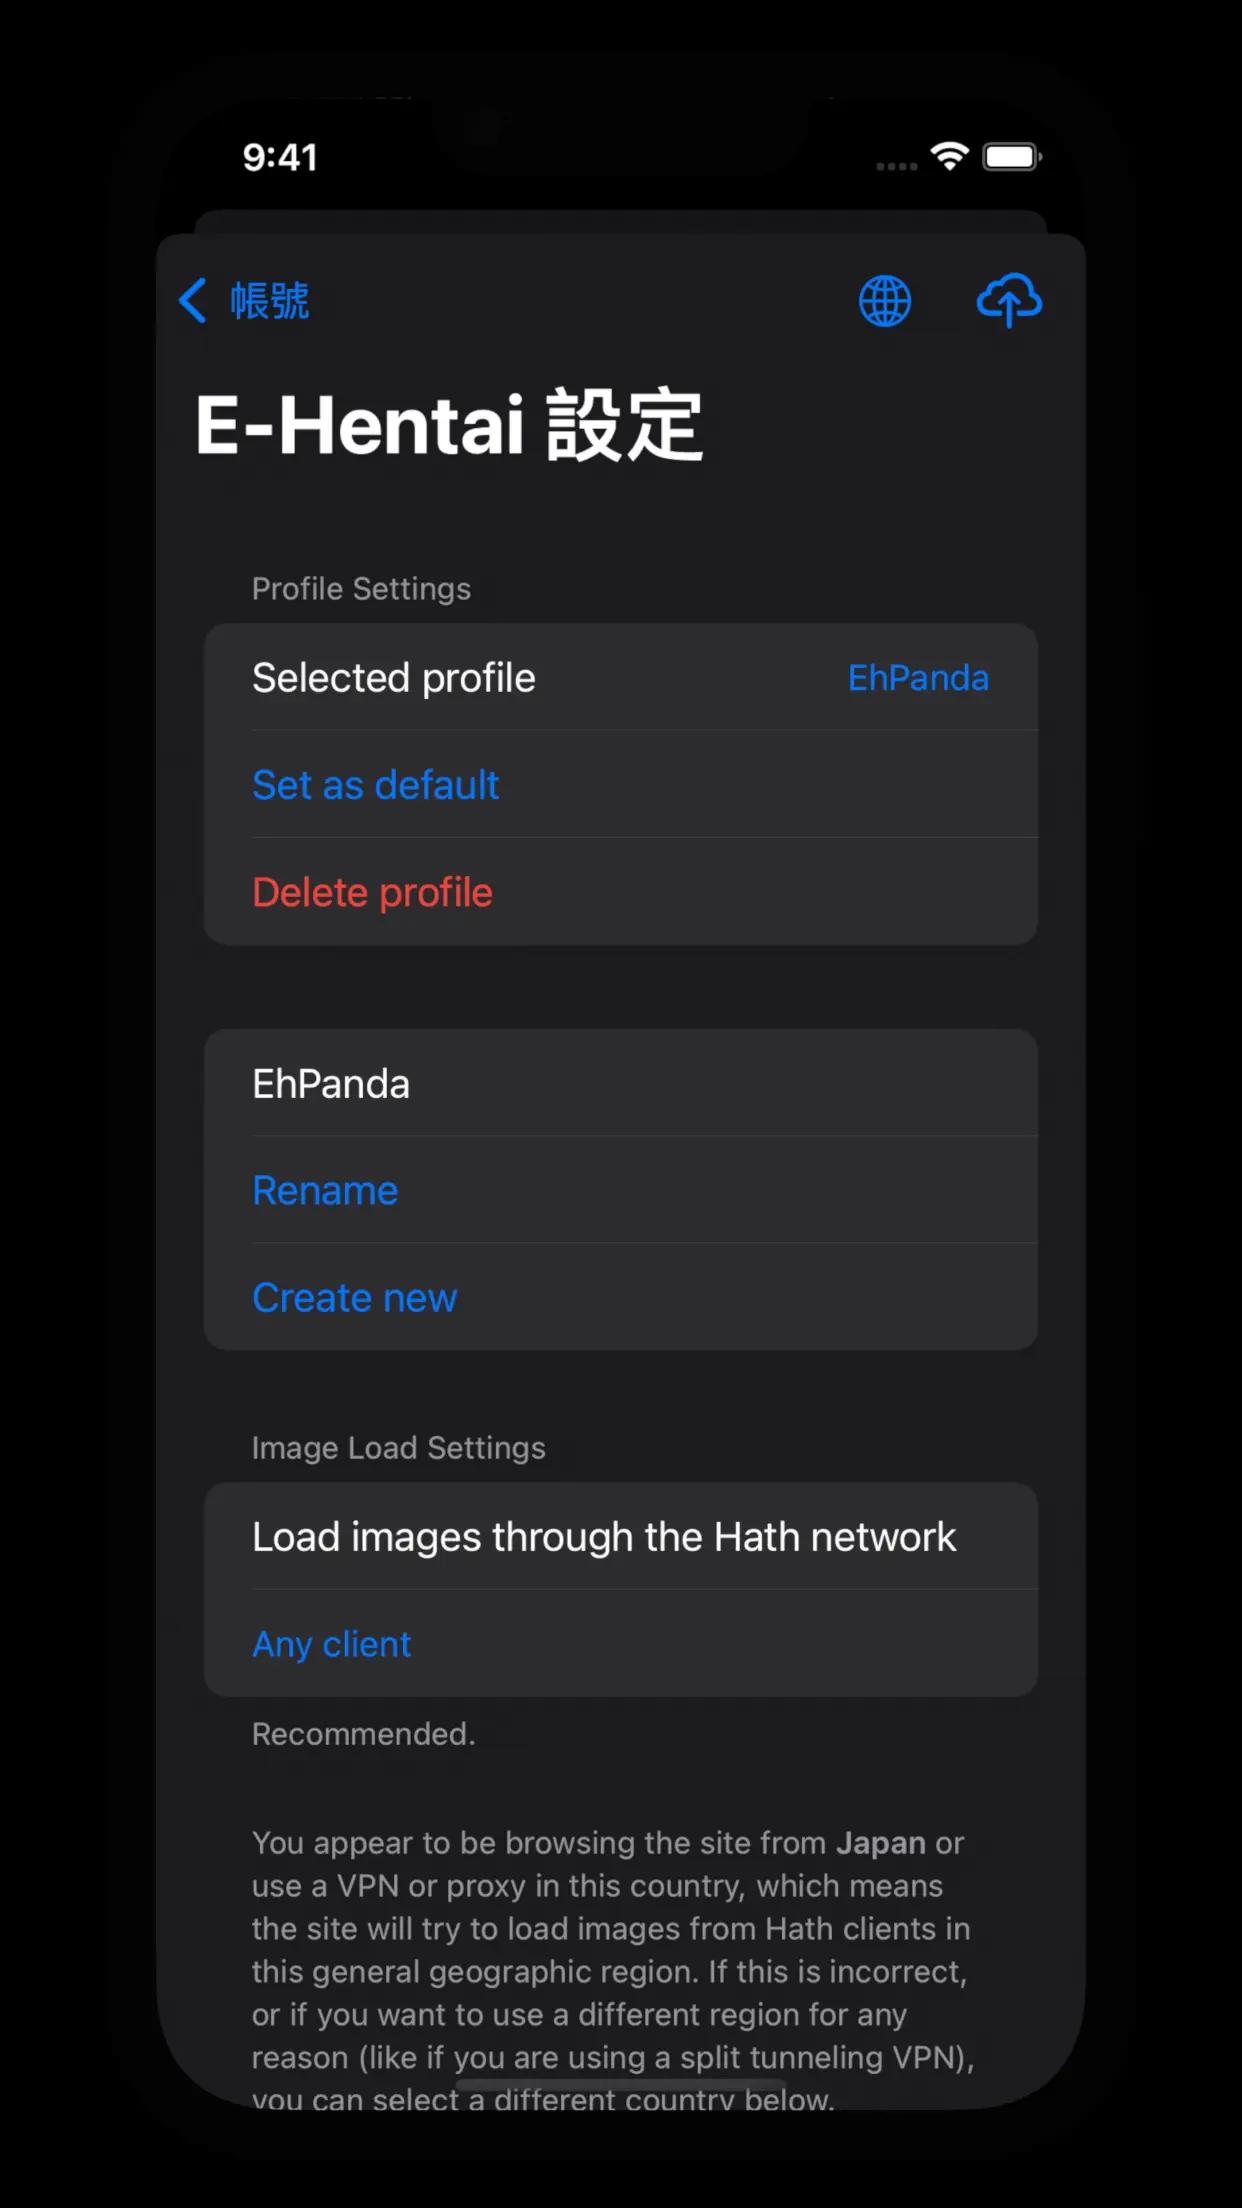 9:41
帳號
E-Hentai 設定
Profile Settings
Selected profile EhPanda
Set as default
Delete profile
EhPanda
Rename
Create new
Image Load Settings
Load images through the Hath network
Any client
Recommended.
You appear to be browsing the site from Japan or
use a VPN or proxy in this country, which means
the site will try to load images from Hath clients in
this general geographic region. If this is incorrect,
or if you want to use a different region for any
reason (like if you are using a split tunneling VPN),
you can select a different country below.